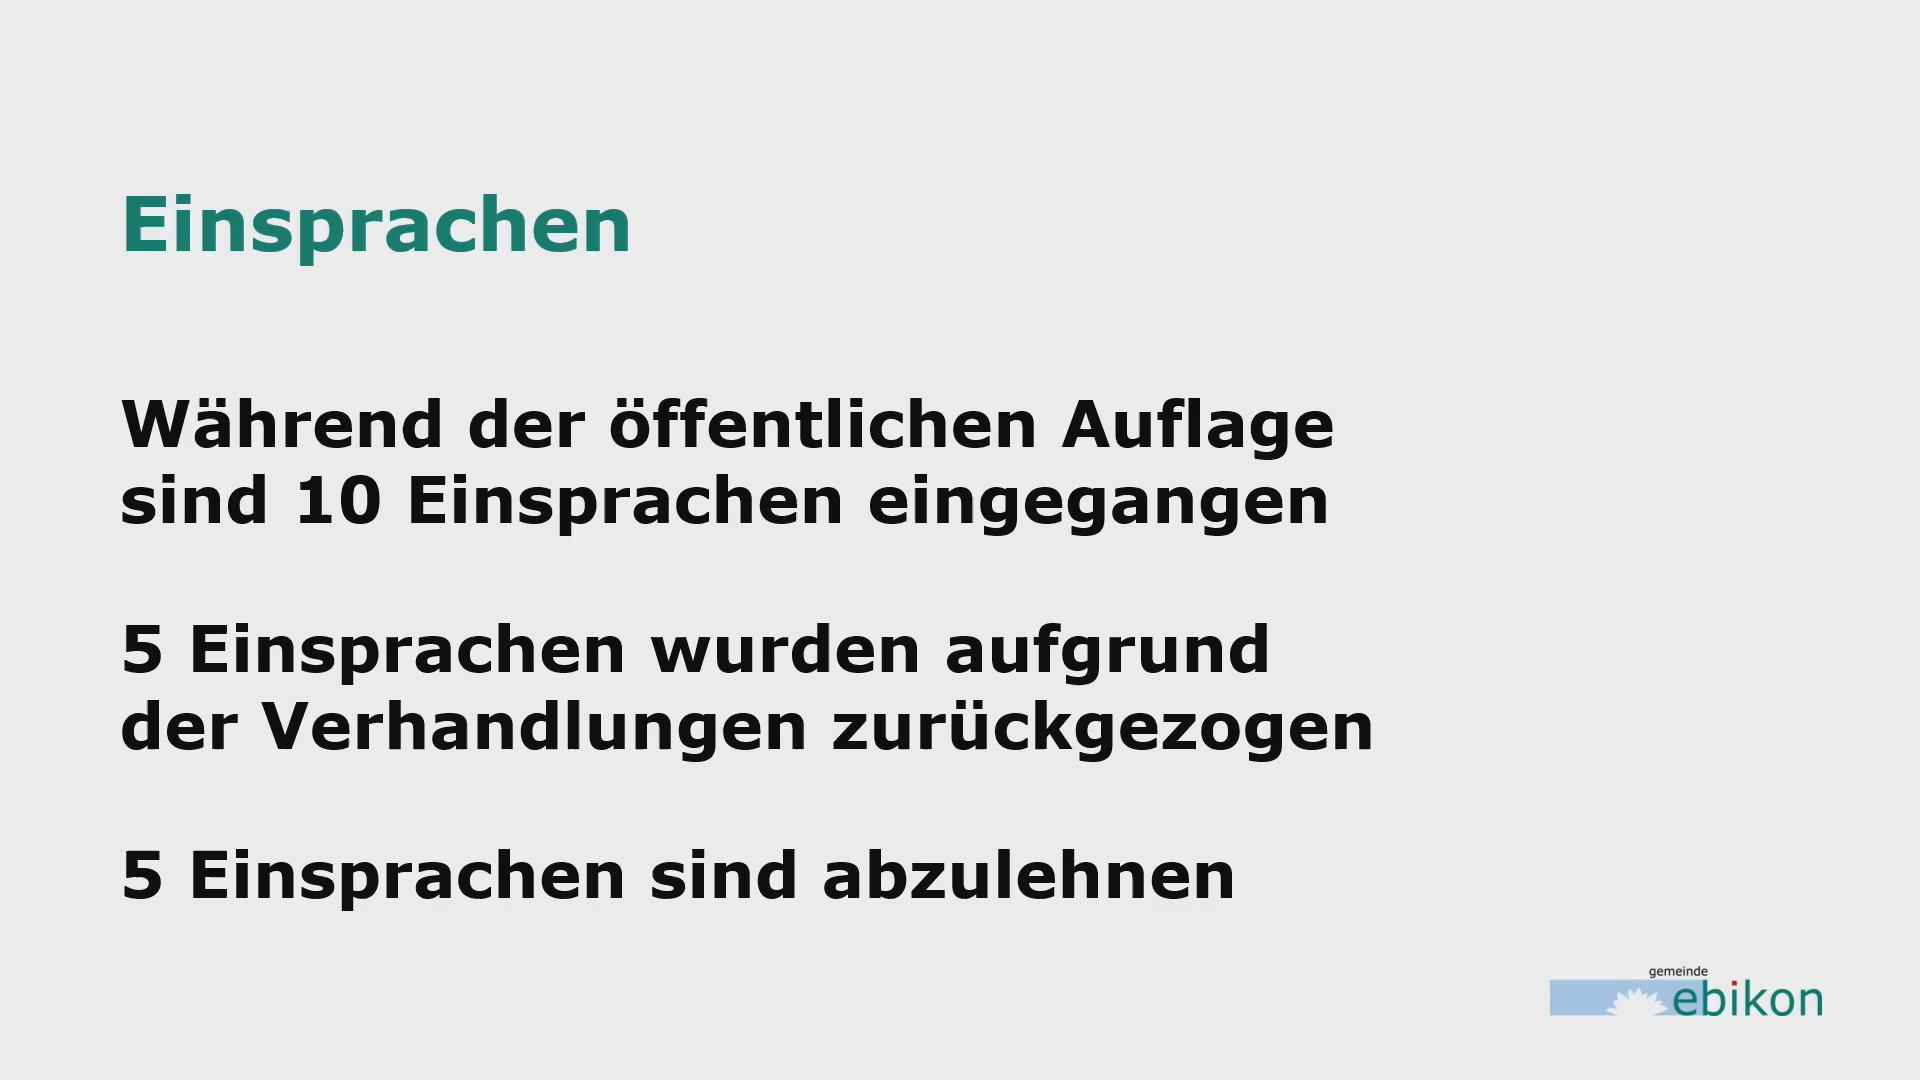 Einsprachen
Während der öffentlichen Auflage
sind 10 Einsprachen eingegangen
5 Einsprachen wurden aufgrund
der Verhandlungen zurückgezogen
5 Einsprachen sind abzulehnen
gemeinde
ebikon